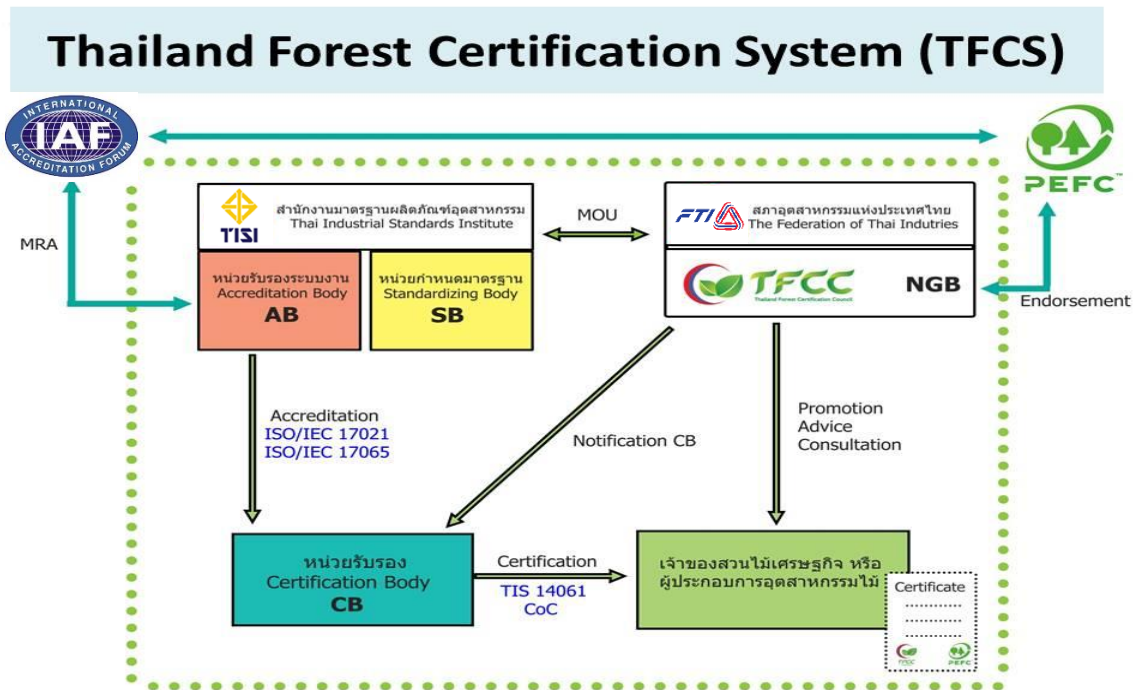 Thailand Forest Certification System (TFCS)
INTERNATIONAL
IAF
ACCREDITATION FORUM
PEFC™
TISI
สำนักงานมาตรฐานผลิตภัณฑ์อุตสาหกรรม
Thai Industrial Standards Institute
MOU
FTI
สภาอุตสาหกรรมแห่งประเทศไทย
The Federation of Thai Indutries
MRA
หน่วยรับรองระบบงาน
Accreditation Body
AB
หน่วยกำหนดมาตรฐาน
Standardizing Body
SB
TFCC
Thailand Forest Certification Council
NGB
Endorsement
Accreditation
ISO/IEC 17021
ISO/IEC 17065
Notification CB
Promotion
Advice
Consultation
หน่วยรับรอง
Certification Body
CB
Certification
TIS 14061
CoC
เจ้าของสวนไม้เศรษฐกิจ หรือ
ผู้ประกอบการอุตสาหกรรมไม้
Certificate
TFCC
PEFC